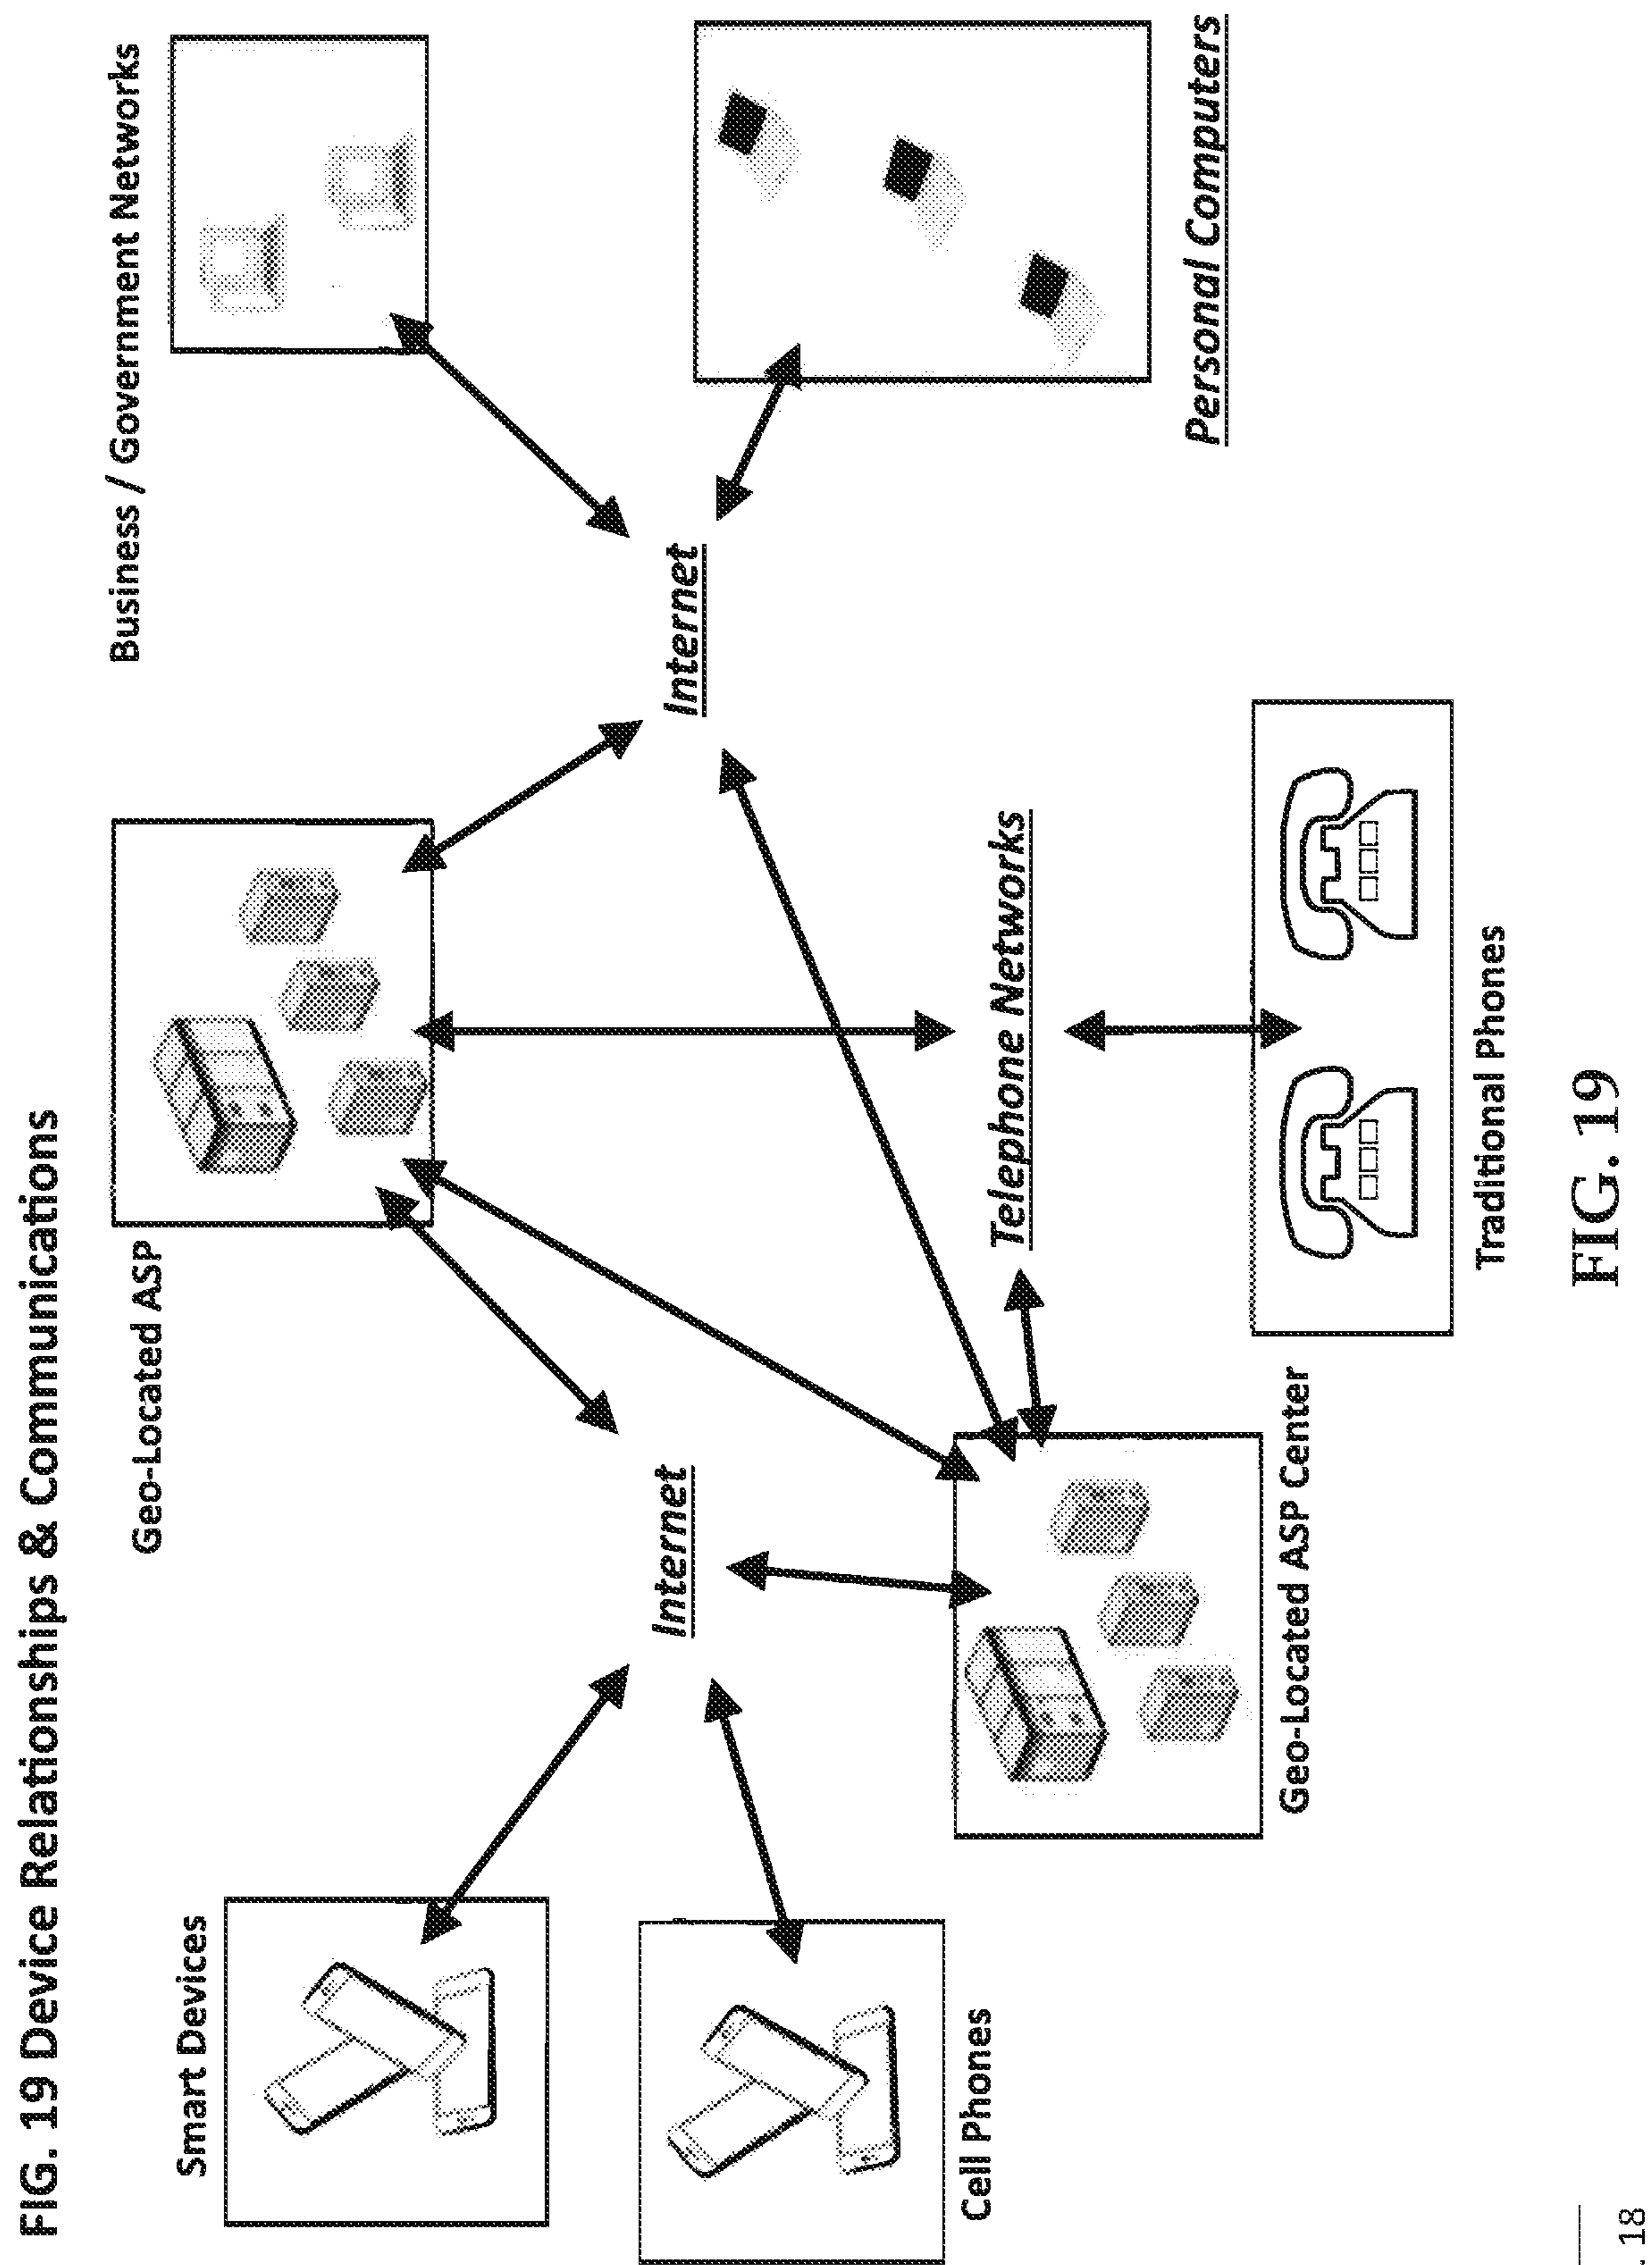 FIG. 19 Device Relationships & Communications
Smart Devices
Geo-Located ASP
Business / Government Networks
Internet
Internet
Cell Phones
Telephone Networks
Personal Computers
Geo-Located ASP Center
Traditional Phones
FIG. 19
. 18